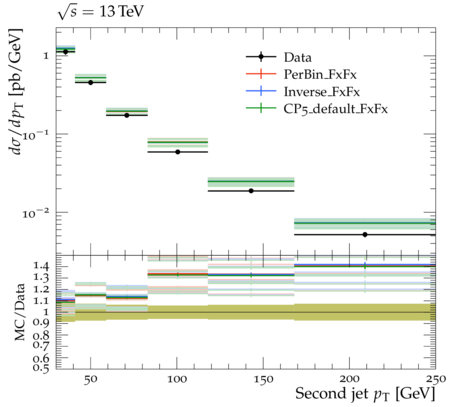 √s = 13 TeV
dσ/dpT [pb/GeV]
1
10⁻¹
10⁻²
Data
PerBin_FxFx
Inverse_FxFx
CP5_default_FxFx
MC/Data
1.4
1.3
1.2
1.1
1
0.9
0.8
0.7
0.6
0.5
50 100 150 200 250
Second jet pT [GeV]